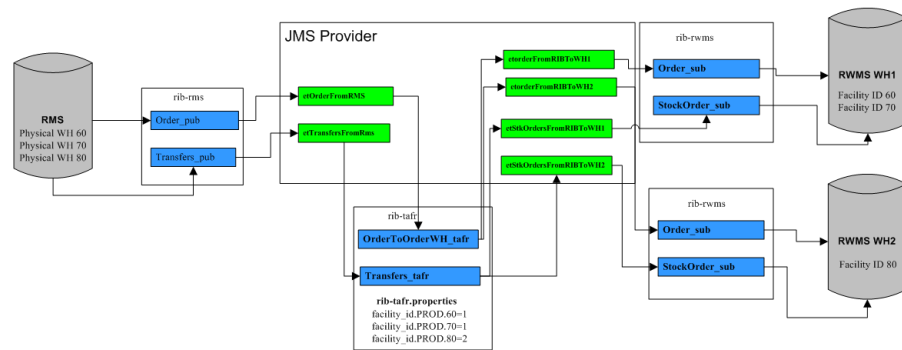 RMS
Physical WH 60
Physical WH 70
Physical WH 80
rib-rms
Order_pub
Transfers_pub
JMS Provider
etOrderFromRMS
etTransfersFromRms
etorderFromRIBToWH1
etorderFromRIBToWH2
etStkOrdersFromRIBToWH1
etStkOrdersFromRIBToWH2
rib-tafr
OrderToOrderWH_tafr
Transfers_tafr
rib-tafr.properties
facility_id.PROD.60=1
facility_id.PROD.70=1
facility_id.PROD.80=2
rib-rwms
Order_sub
StockOrder_sub
RWMS WH1
Facility ID 60
Facility ID 70
rib-rwms
Order_sub
StockOrder_sub
RWMS WH2
Facility ID 80